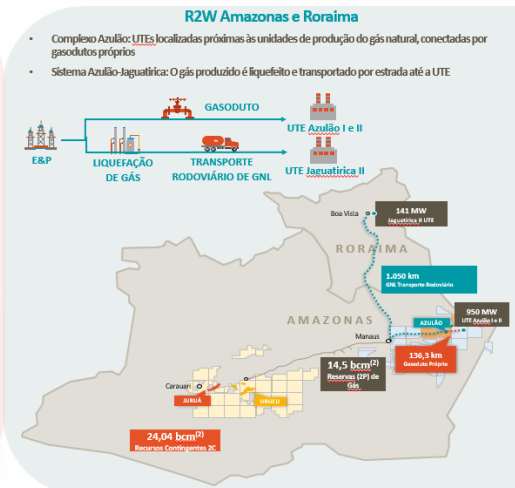 R2W Amazonas e Roraima
• Complexo Azulão: UTEs localizadas próximas às unidades de produção do gás natural, conectadas por
gasodutos próprios
• Sistema Azulão-Jaguatirica: O gás produzido é liquefeito e transportado por estrada até a UTE
GASODUTO
UTE Azulão I e II
E&P
LIQUEFAÇÃO
DE GÁS
TRANSPORTE
RODOVIÁRIO DE GNL
UTE Jaguatirica II
Boa Vista
141 MW
Jaguatirica II UTE
RORAIMA
1.050 km
GNL Transporte Rodoviário
950 MW
UTE Azulão I e II
AMAZONAS
AZULÃO
Manaus
136,3 km
Gasoduto Próprio
14,5 bcm(2)
Reservas (2P) de
Gás
Carauari
JURUÁ
URUCU
24,04 bcm(2)
Recursos Contingentes 2C